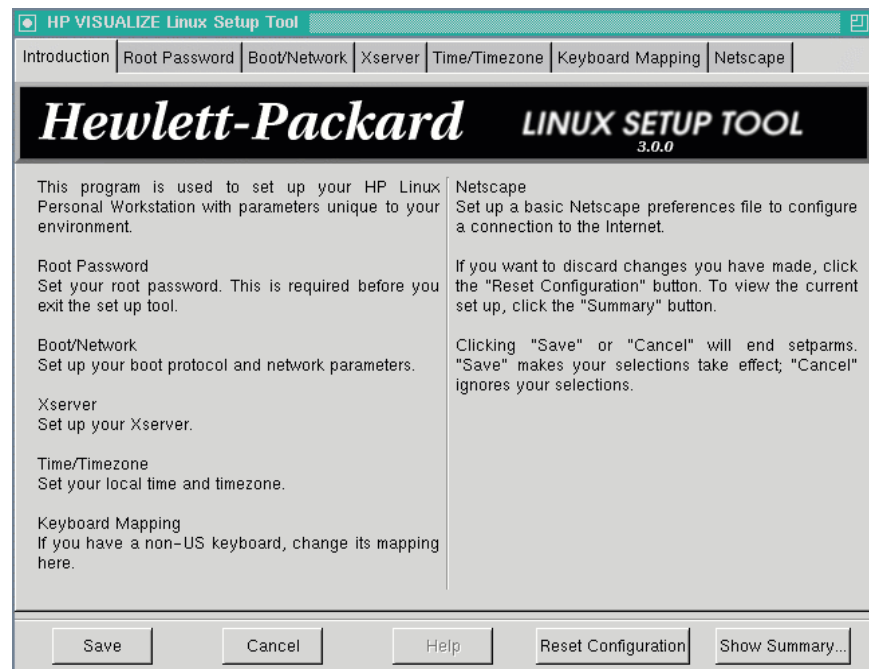 HP VISUALIZE Linux Setup Tool
Introduction Root Password Boot/Network Xserver Time/Timezone Keyboard Mapping Netscape
Hewlett-Packard LINUX SETUP TOOL
3.0.0
This program is used to set up your HP Linux
Personal Workstation with parameters unique to your
environment.
Root Password
Set your root password. This is required before you
exit the set up tool.
Boot/Network
Set up your boot protocol and network parameters.
Xserver
Set up your Xserver.
Time/Timezone
Set your local time and timezone.
Keyboard Mapping
If you have a non-US keyboard, change its mapping
here.
Netscape
Set up a basic Netscape preferences file to configure
a connection to the Internet.
If you want to discard changes you have made, click
the "Reset Configuration" button. To view the current
set up, click the "Summary" button.
Clicking "Save" or "Cancel" will end setparms.
"Save" makes your selections take effect; "Cancel"
ignores your selections.
Save Cancel Help Reset Configuration Show Summary...